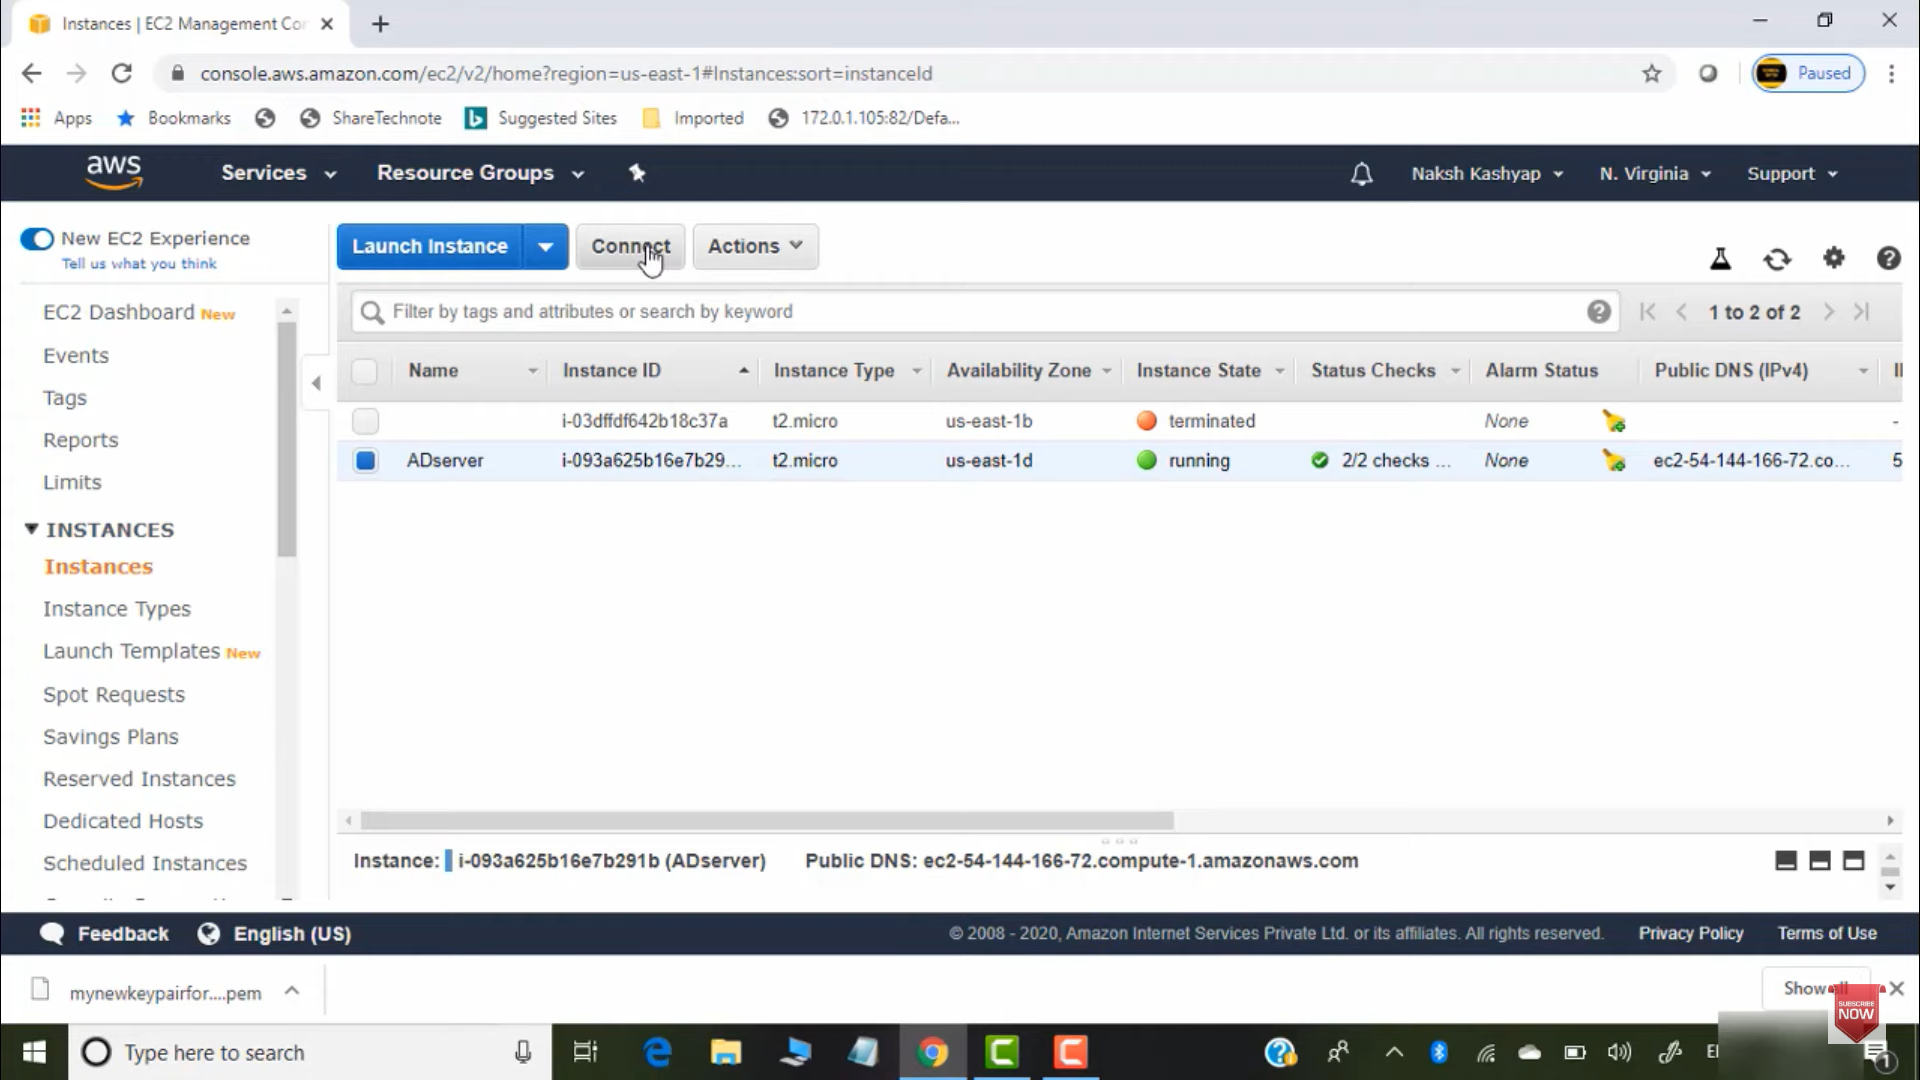 Instances | EC2 Management Con
console.aws.amazon.com/ec2/v2/home?region=us-east-1#Instances:sort=instanceId
Paused
Apps
Bookmarks
ShareTechnote
Suggested Sites
Imported
172.0.1.105:82/Defa...
aws
Services
Resource Groups
Naksh Kashyap
N. Virginia
Support
New EC2 Experience
Tell us what you think
Launch Instance
Connect
Actions
EC2 Dashboard New
Events
Tags
Reports
Limits
INSTANCES
Instances
Instance Types
Launch Templates New
Spot Requests
Savings Plans
Reserved Instances
Dedicated Hosts
Scheduled Instances
Filter by tags and attributes or search by keyword
1 to 2 of 2
Name Instance ID Instance Type Availability Zone Instance State Status Checks Alarm Status Public DNS (IPv4)
i-03dffdf642b18c37a t2.micro us-east-1b terminated None -
ADserver i-093a625b16e7b29... t2.micro us-east-1d running 2/2 checks ... None ec2-54-144-166-72.co... 5
Instance: i-093a625b16e7b291b (ADserver) Public DNS: ec2-54-144-166-72.compute-1.amazonaws.com
Feedback
English (US)
© 2008 - 2020, Amazon Internet Services Private Ltd. or its affiliates. All rights reserved.
Privacy Policy
Terms of Use
mynewkeypairfor....pem
Show
SUBSCRIBE
NOW
Type here to search
1